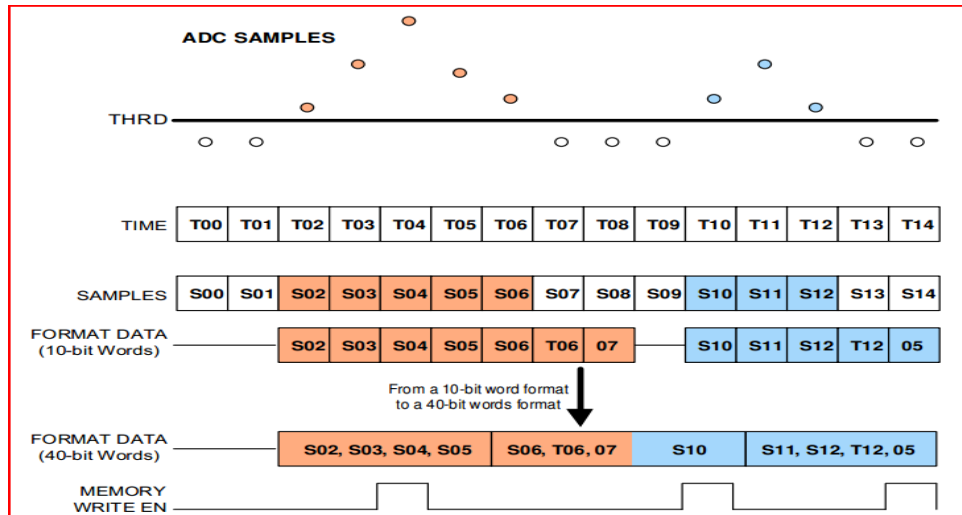 ADC SAMPLES
THRD
TIME T00 T01 T02 T03 T04 T05 T06 T07 T08 T09 T10 T11 T12 T13 T14
SAMPLES S00 S01 S02 S03 S04 S05 S06 S07 S08 S09 S10 S11 S12 S13 S14
FORMAT DATA
(10-bit Words) S02 S03 S04 S05 S06 T06 07 S10 S11 S12 T12 05
From a 10-bit word format
to a 40-bit words format
FORMAT DATA
(40-bit Words) S02, S03, S04, S05 S06, T06, 07 S10 S11, S12, T12, 05
MEMORY
WRITE EN